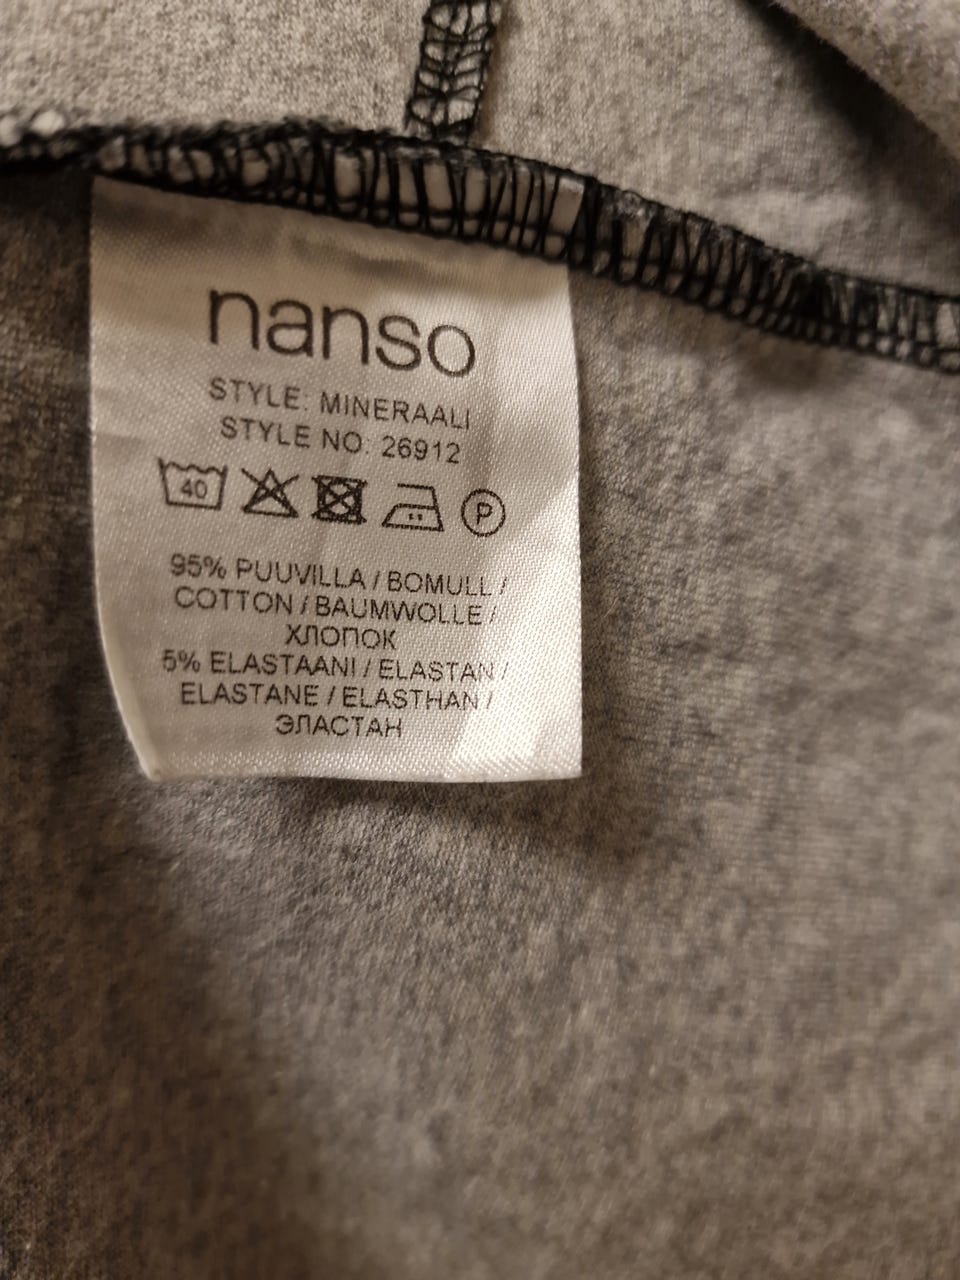 nanso
STYLE: MINERAALI
STYLE NO: 26912
40 P
95% PUUVILLA / BOMULL /
COTTON / BAUMWOLLE /
ХЛОПОК
5% ELASTAANI / ELASTAN /
ELASTANE / ELASTHAN /
ЭЛАСТАН